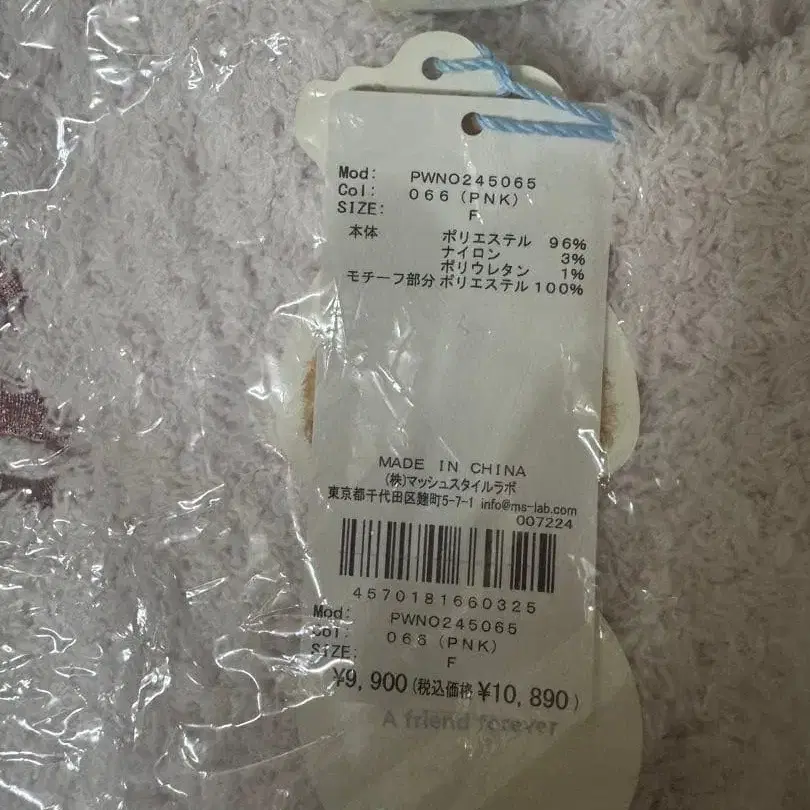 Mod: PWNO245065
Col: 066 (PNK)
SIZE: F
本体 ポリエステル 96%
ナイロン 3%
ポリウレタン 1%
モチーフ部分 ポリエステル 100%
MADE IN CHINA
(株)マッシュスタイルラボ
東京都千代田区麹町5-7-1 info@ms-lab.com
007224
4570181660325
Mod: PWNO245065
Col: 066 (PNK)
SIZE: F
¥9,900 (税込価格 ¥10,890)
A friend forever